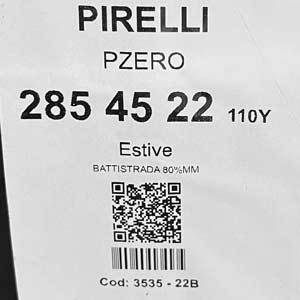 PIRELLI
PZERO
285 45 22 110Y
Estive
BATTISTRADA 80%MM
Cod: 3535 - 22B